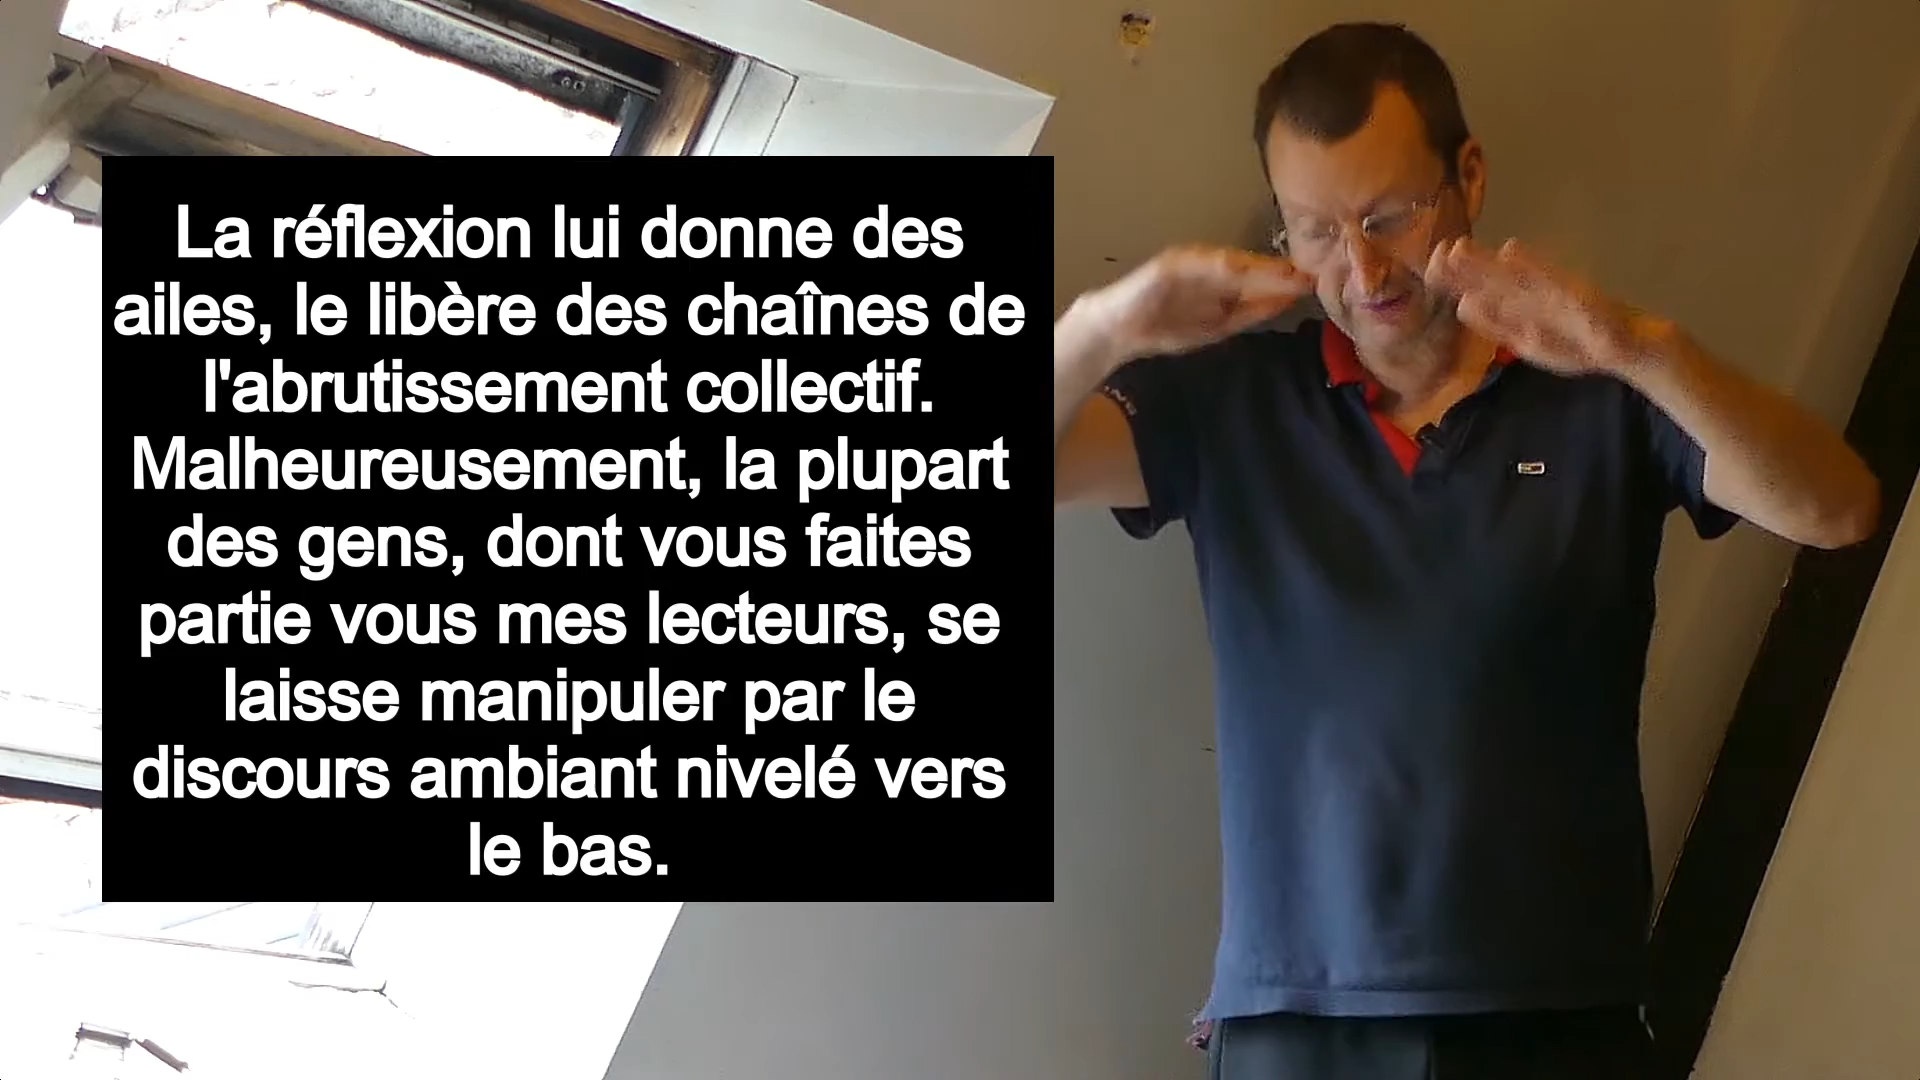 La réflexion lui donne des
ailes, le libère des chaînes de
l'abrutissement collectif.
Malheureusement, la plupart
des gens, dont vous faites
partie vous mes lecteurs, se
laisse manipuler par le
discours ambiant nivelé vers
le bas.